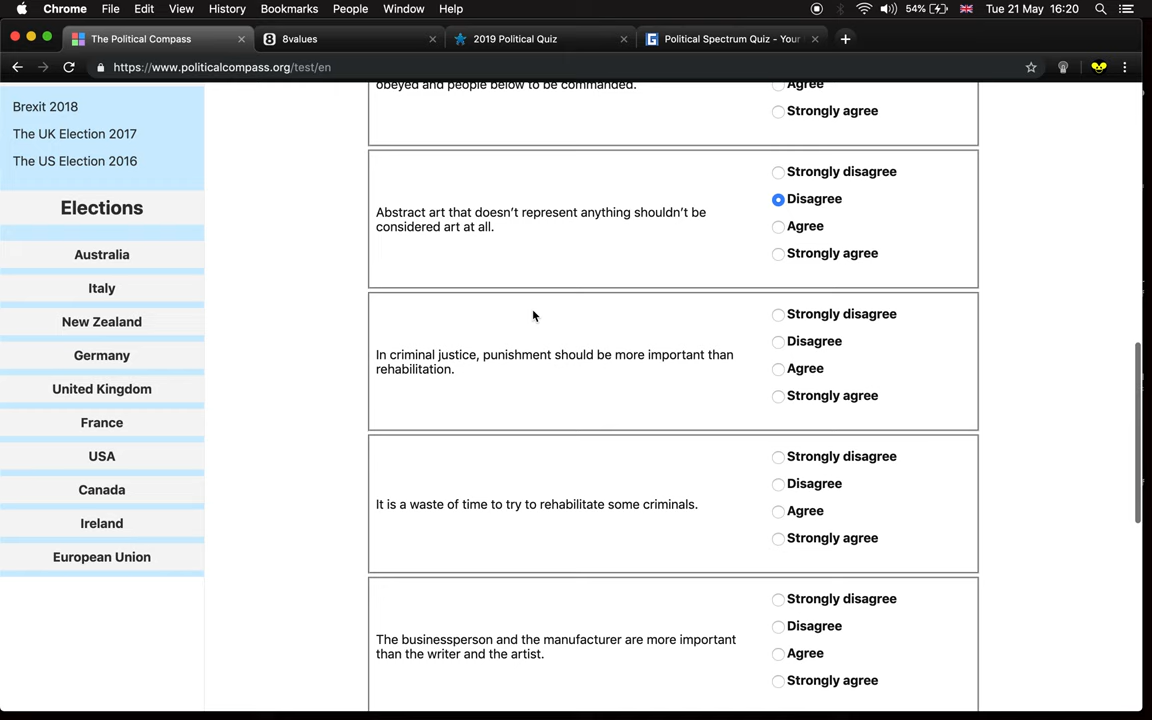 Chrome File Edit View History Bookmarks People Window Help 54% Tue 21 May 16:20
The Political Compass 8 8values 2019 Political Quiz G Political Spectrum Quiz - Your
https://www.politicalcompass.org/test/en
Brexit 2018
The UK Election 2017
The US Election 2016
Elections
Australia
Italy
New Zealand
Germany
United Kingdom
France
USA
Canada
Ireland
European Union
obeyed and people below to be commanded.
Agree
Strongly agree
Abstract art that doesn’t represent anything shouldn’t be
considered art at all.
Strongly disagree
Disagree
Agree
Strongly agree
In criminal justice, punishment should be more important than
rehabilitation.
Strongly disagree
Disagree
Agree
Strongly agree
It is a waste of time to try to rehabilitate some criminals.
Strongly disagree
Disagree
Agree
Strongly agree
The businessperson and the manufacturer are more important
than the writer and the artist.
Strongly disagree
Disagree
Agree
Strongly agree